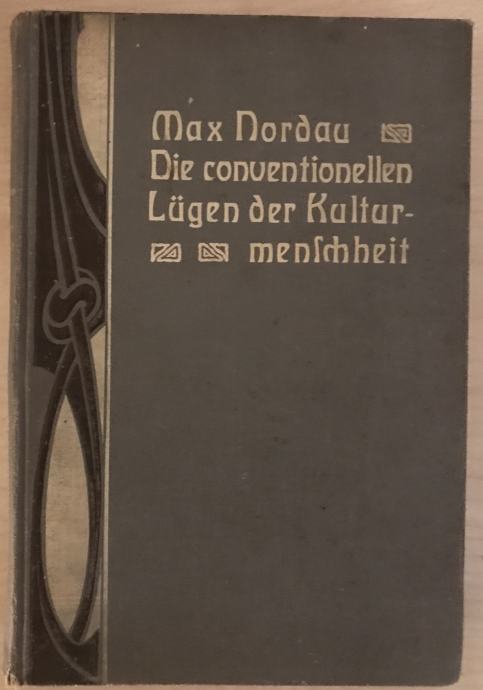 Max Nordau
Die conventionellen
Lügen der Kultur-
menſchheit